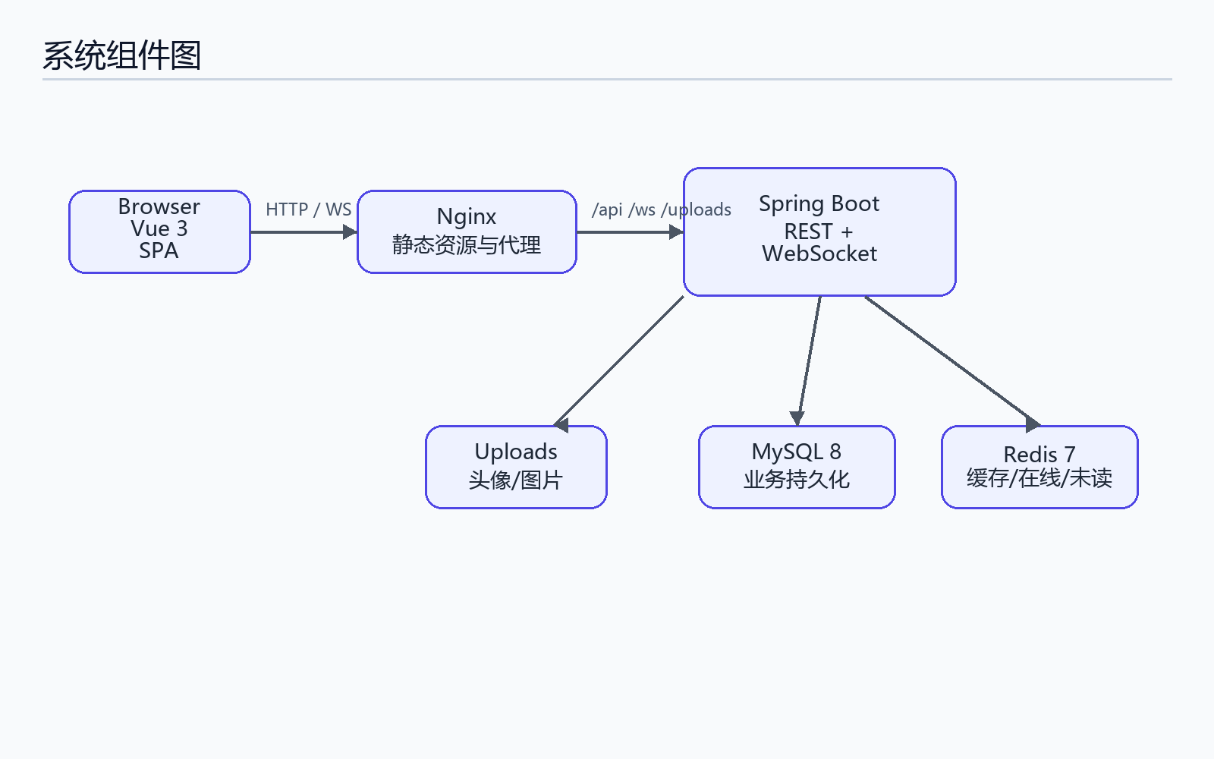 系统组件图
Browser
Vue 3
SPA
HTTP / WS
Nginx
静态资源与代理
/api /ws /uploads
Spring Boot
REST +
WebSocket
Uploads
头像/图片
MySQL 8
业务持久化
Redis 7
缓存/在线/未读